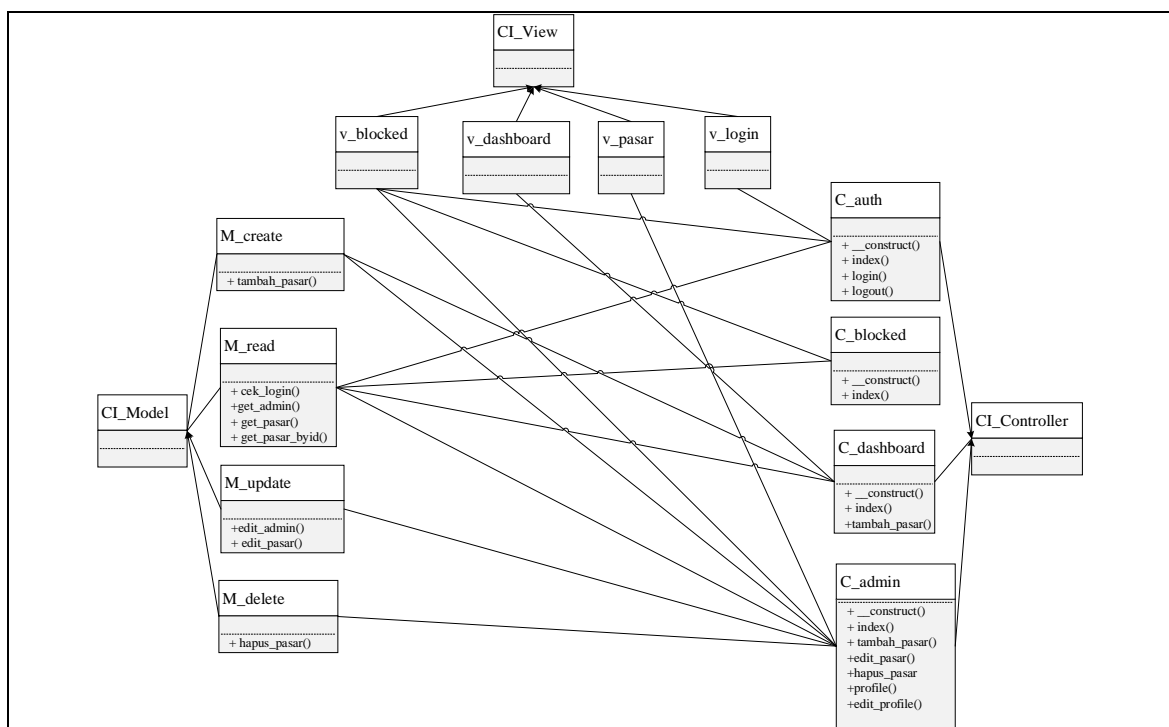 CI_View
v_blocked
v_dashboard
v_pasar
v_login
C_auth
+ __construct()
+ index()
+ login()
+ logout()
M_create
+ tambah_pasar()
C_blocked
+ __construct()
+ index()
M_read
+ cek_login()
+get_admin()
+ get_pasar()
+ get_pasar_byid()
CI_Model
CI_Controller
C_dashboard
+ __construct()
+ index()
+tambah_pasar()
M_update
+edit_admin()
+ edit_pasar()
C_admin
+ __construct()
+ index()
+ tambah_pasar()
+edit_pasar()
+hapus_pasar
+profile()
+edit_profile()
M_delete
+ hapus_pasar()